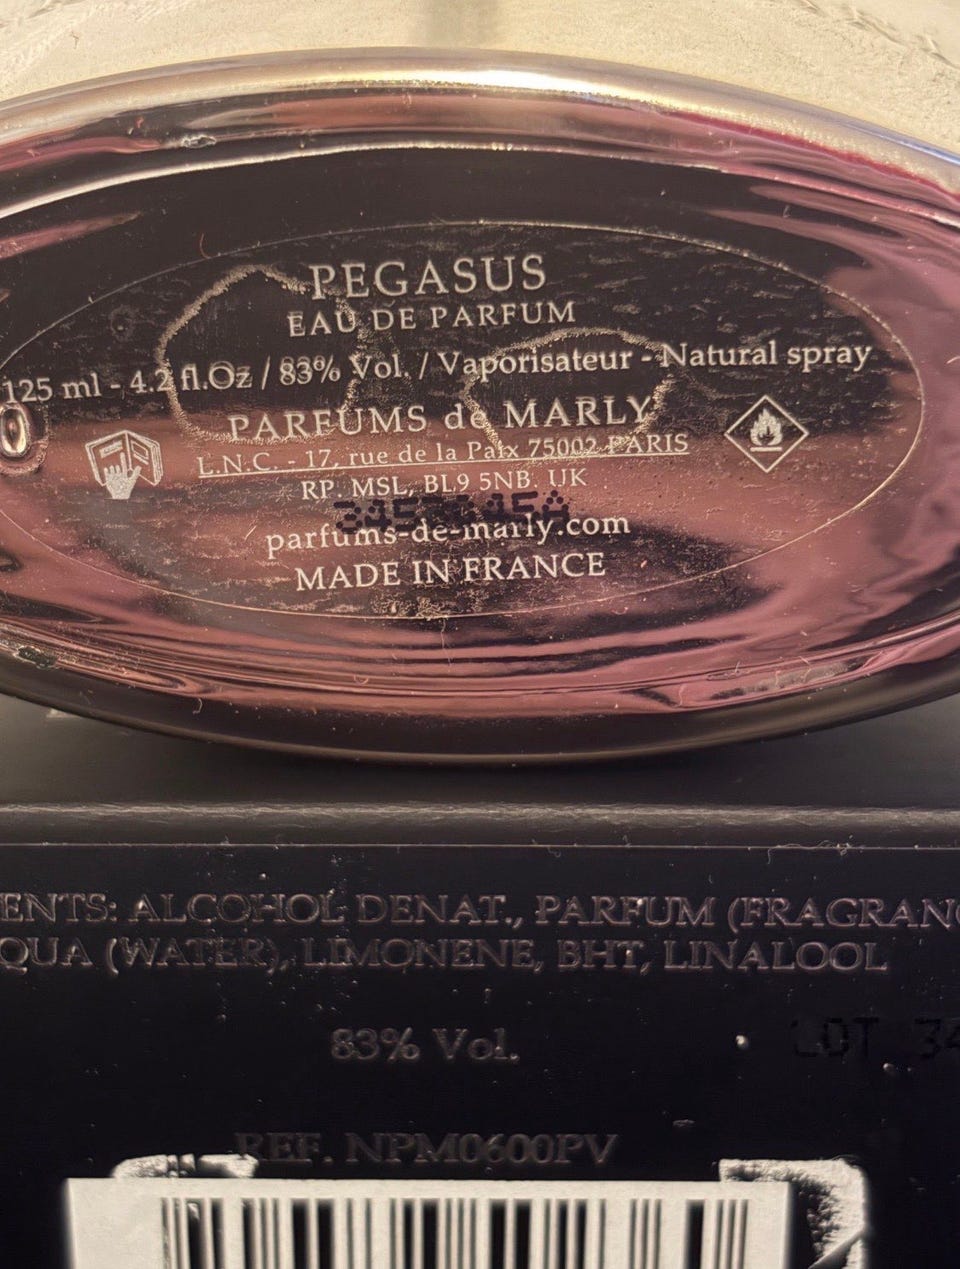 PEGASUS
EAU DE PARFUM
125 ml - 4.2 fl.Oz / 83% Vol. / Vaporisateur - Natural spray
PARFUMS de MARLY
L.N.C. - 17, rue de la Paix 75002 PARIS
RP. MSL, BL9 5NB. UK
parfums-de-marly.com
MADE IN FRANCE
ENTS: ALCOHOL DENAT., PARFUM (FRAGRANC
QUA (WATER), LIMONENE, BHT, LINALOOL
83% Vol.
LOT 34
REF. NPM0600PV